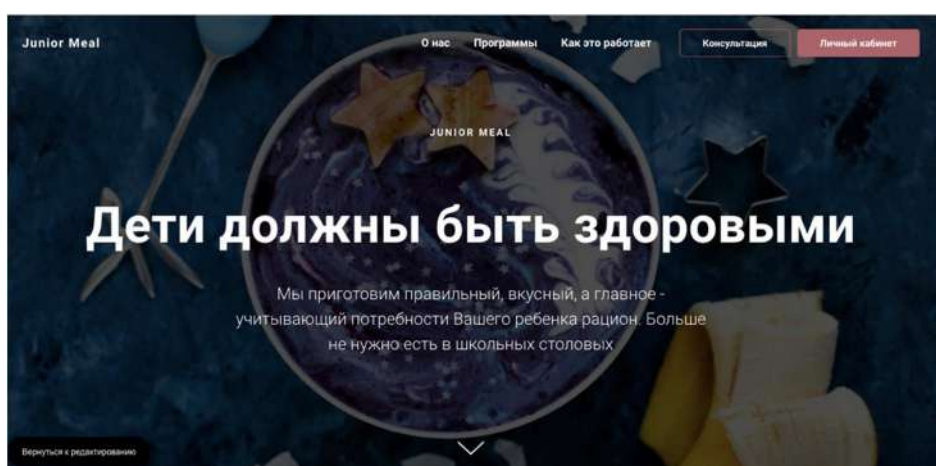 Junior Meal
О нас Программы Как это работает Консультация Личный кабинет
JUNIOR MEAL
Дети должны быть здоровыми
Мы приготовим правильный, вкусный, а главное -
учитывающий потребности Вашего ребенка рацион. Больше
не нужно есть в школьных столовых
Вернуться к редактированию